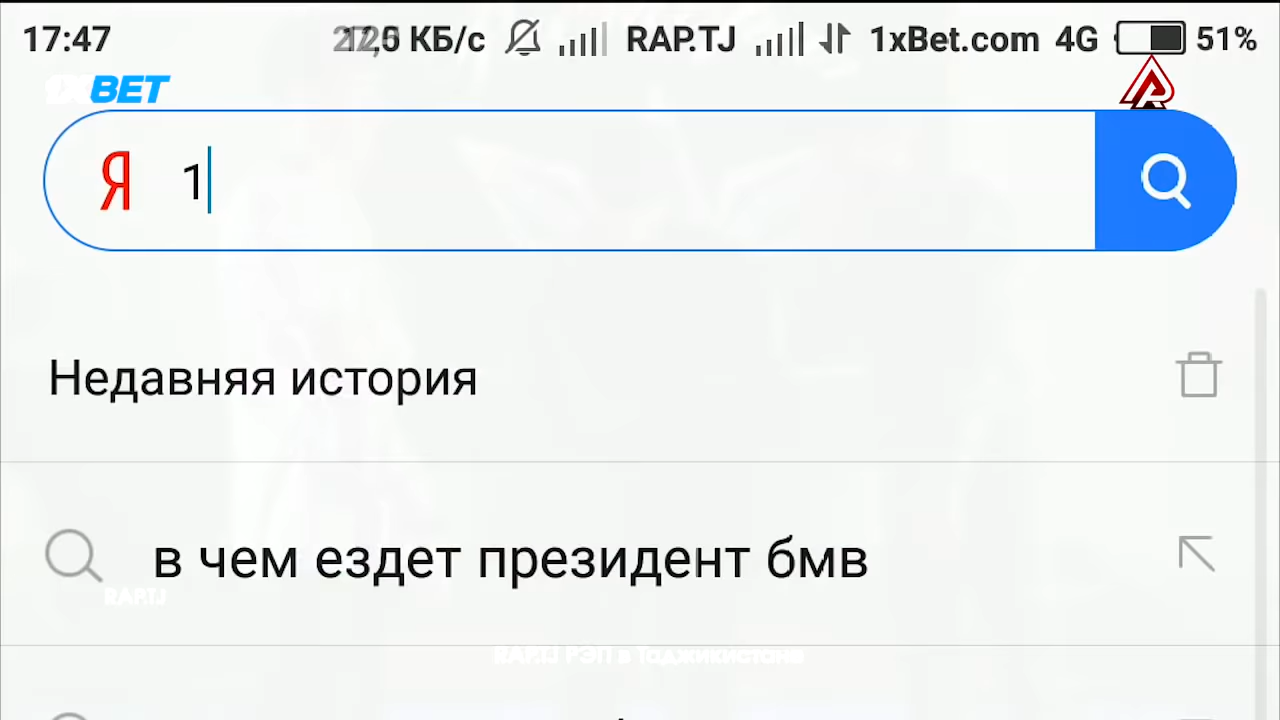 17:47 КБ/с RAP.TJ 1xBet.com 4G 51%
1XBET
Я 1
Недавняя история
в чем ездет президент бмв
RAP.TJ
RAP.TJ РЭП в Таджикистане